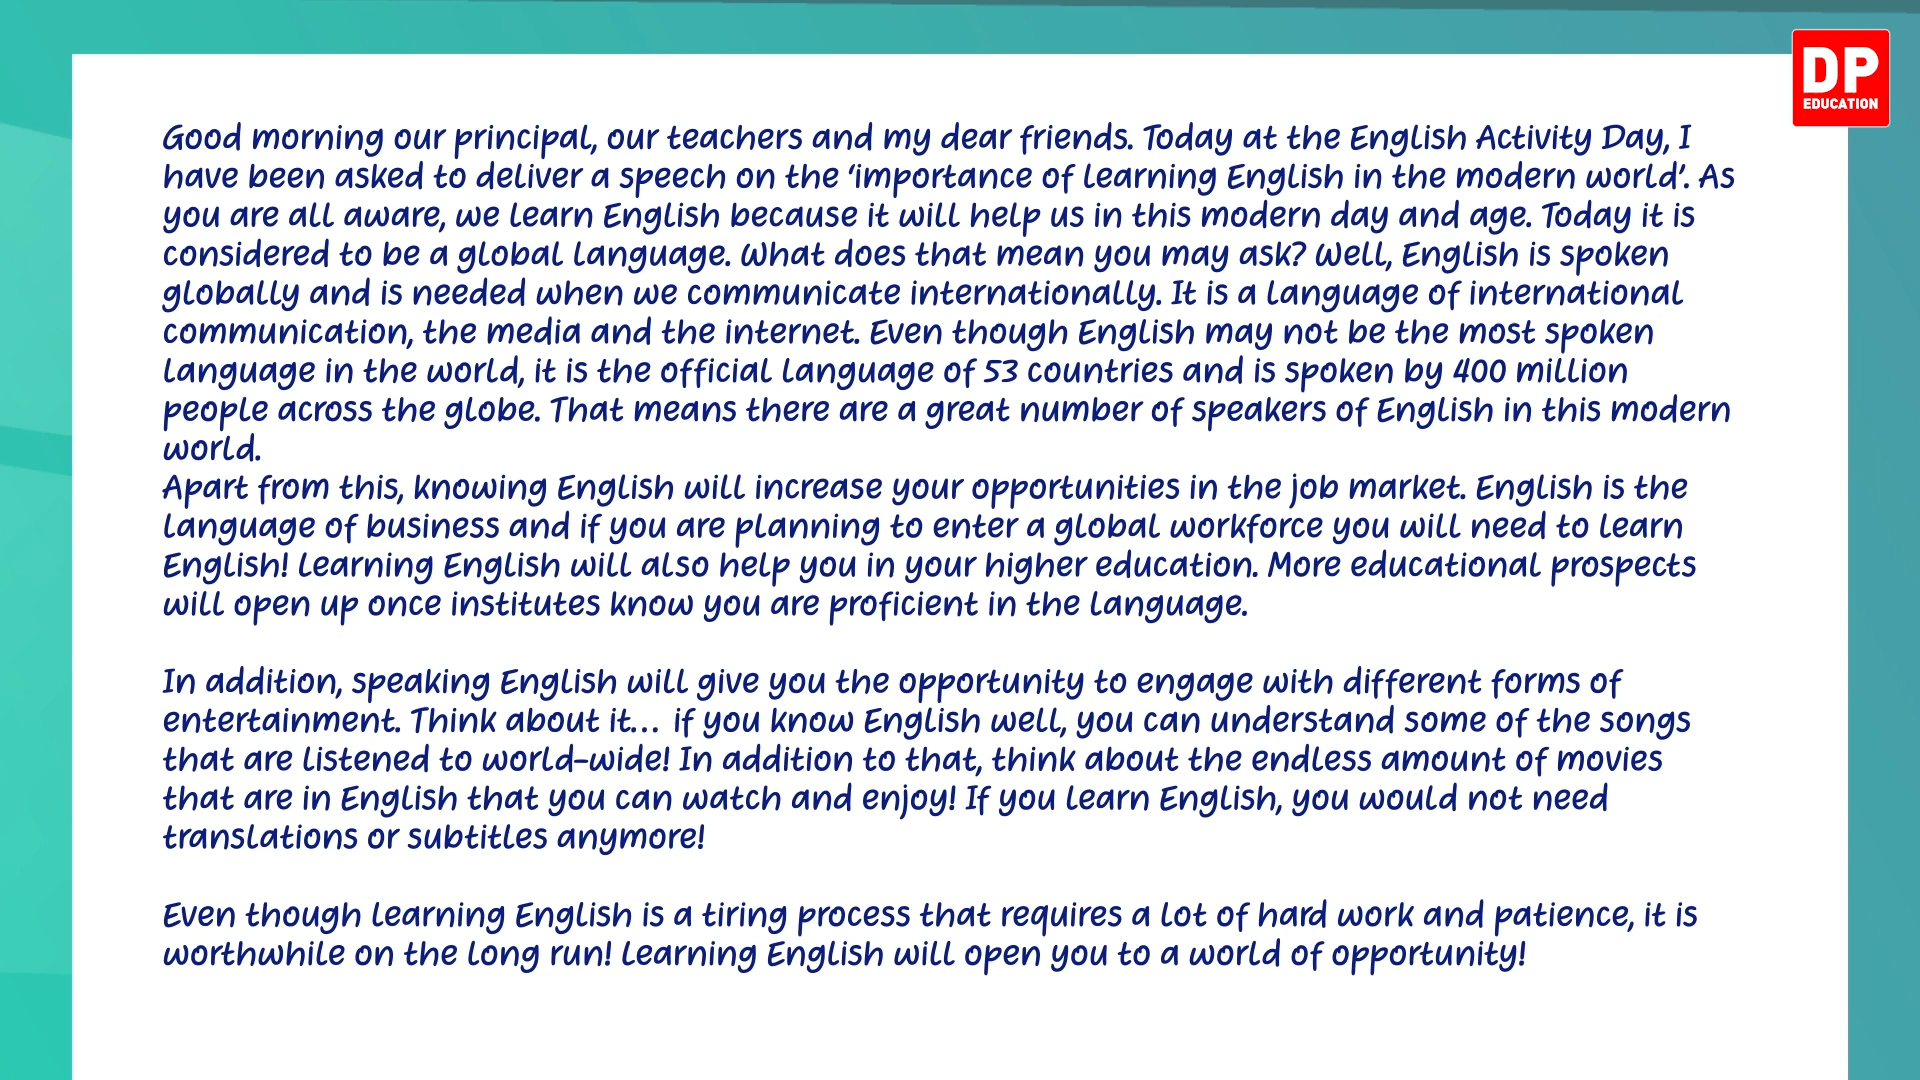 DP
EDUCATION
Good morning our principal, our teachers and my dear friends. Today at the English Activity Day, I
have been asked to deliver a speech on the ‘importance of learning English in the modern world’. As
you are all aware, we learn English because it will help us in this modern day and age. Today it is
considered to be a global language. What does that mean you may ask? Well, English is spoken
globally and is needed when we communicate internationally. It is a language of international
communication, the media and the internet. Even though English may not be the most spoken
language in the world, it is the official language of 53 countries and is spoken by 400 million
people across the globe. That means there are a great number of speakers of English in this modern
world.
Apart from this, knowing English will increase your opportunities in the job market. English is the
language of business and if you are planning to enter a global workforce you will need to learn
English! Learning English will also help you in your higher education. More educational prospects
will open up once institutes know you are proficient in the language.
In addition, speaking English will give you the opportunity to engage with different forms of
entertainment. Think about it... if you know English well, you can understand some of the songs
that are listened to world-wide! In addition to that, think about the endless amount of movies
that are in English that you can watch and enjoy! If you learn English, you would not need
translations or subtitles anymore!
Even though learning English is a tiring process that requires a lot of hard work and patience, it is
worthwhile on the long run! Learning English will open you to a world of opportunity!